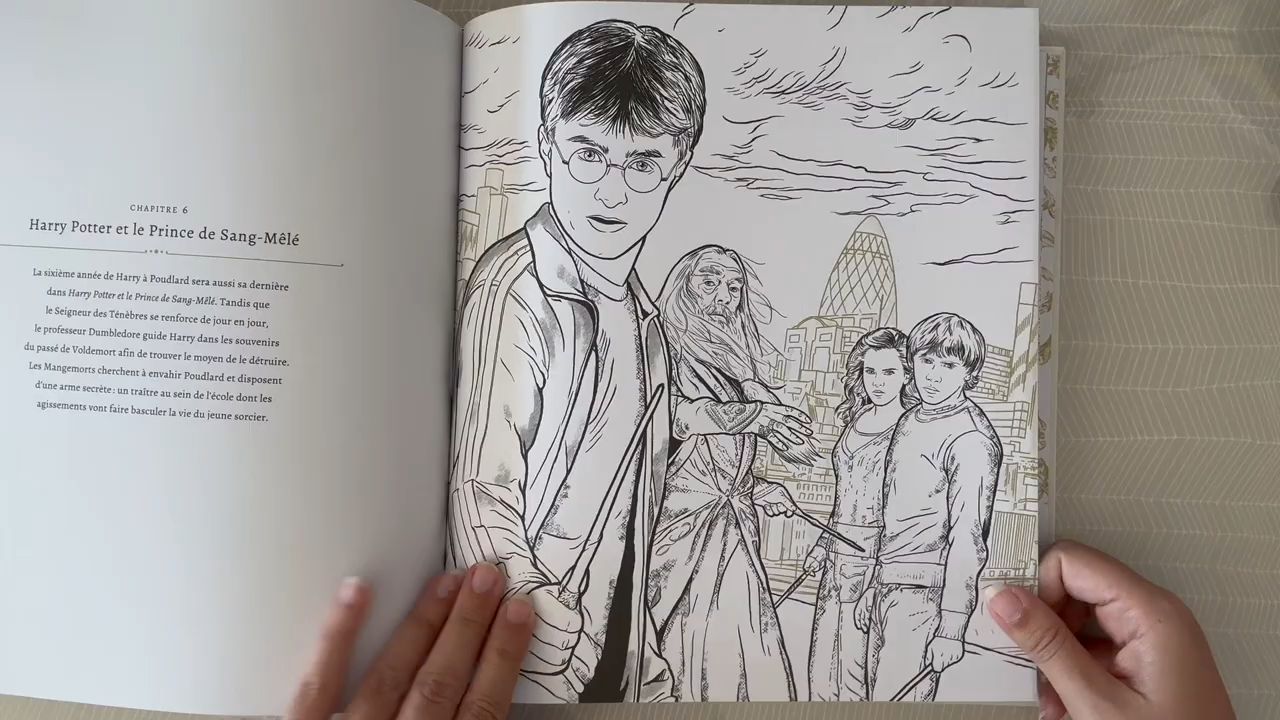 CHAPITRE 6
Harry Potter et le Prince de Sang-Mêlé
La sixième année de Harry à Poudlard sera aussi sa dernière
dans Harry Potter et le Prince de Sang-Mêlé. Tandis que
le Seigneur des Ténèbres se renforce de jour en jour,
le professeur Dumbledore guide Harry dans les souvenirs
du passé de Voldemort afin de trouver le moyen de le détruire.
Les Mangemorts cherchent à envahir Poudlard et disposent
d'une arme secrète : un traître au sein de l'école dont les
agissements vont faire basculer la vie du jeune sorcier.